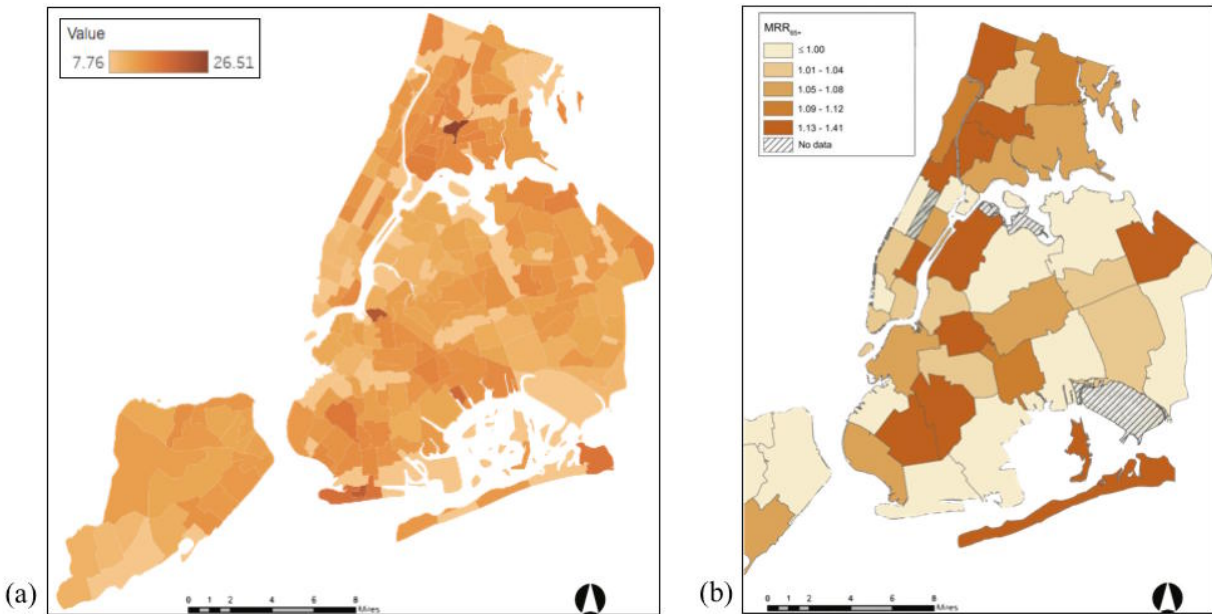 Value
7.76 26.51
0 1 2 4 6 8
Miles
(a)
MRR65+
≤ 1.00
1.01 - 1.04
1.05 - 1.08
1.09 - 1.12
1.13 - 1.41
No data
0 1 2 4 6 8
Miles
(b)